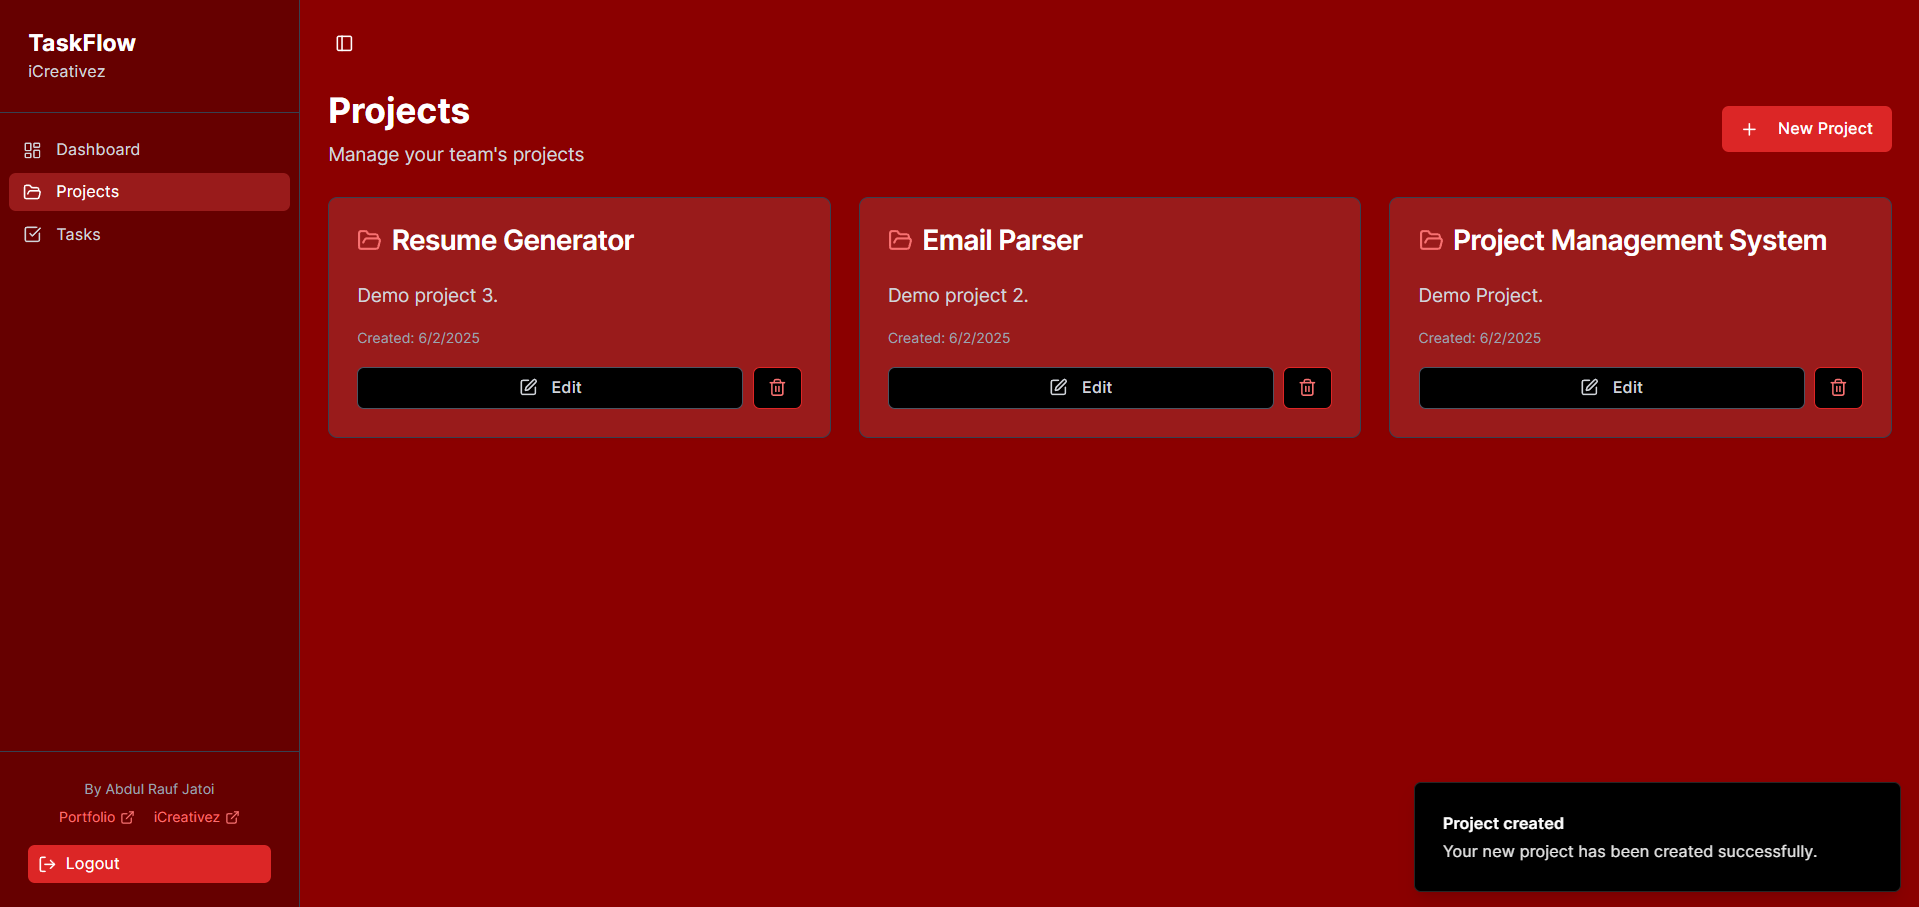 TaskFlow
iCreativez
Dashboard
Projects
Tasks
By Abdul Rauf Jatoi
Portfolio
iCreativez
Logout
Projects
Manage your team's projects
New Project
Resume Generator
Demo project 3.
Created: 6/2/2025
Edit
Email Parser
Demo project 2.
Created: 6/2/2025
Edit
Project Management System
Demo Project.
Created: 6/2/2025
Edit
Project created
Your new project has been created successfully.